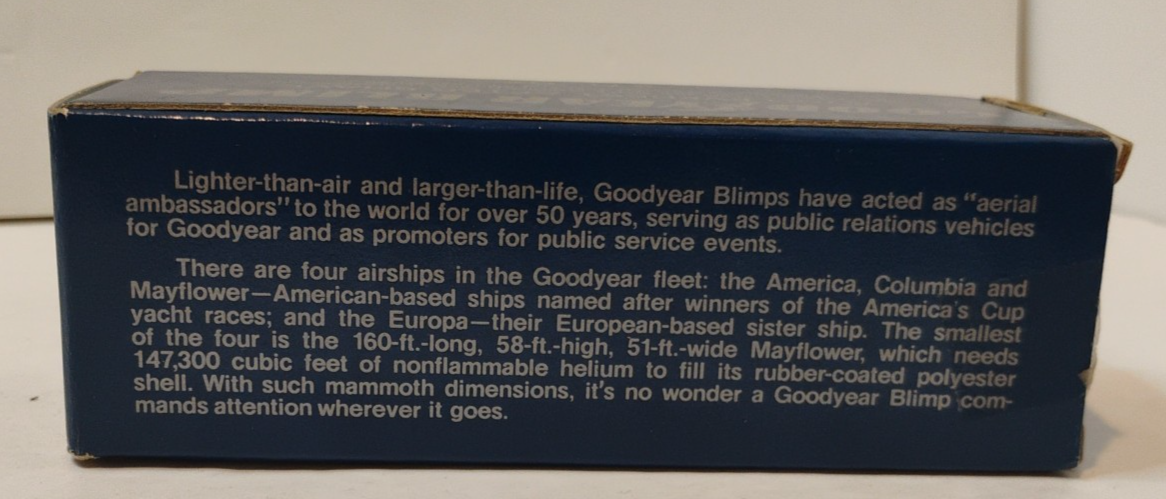 Lighter-than-air and larger-than-life, Goodyear Blimps have acted as "aerial
ambassadors" to the world for over 50 years, serving as public relations vehicles
for Goodyear and as promoters for public service events.
There are four airships in the Goodyear fleet: the America, Columbia and
Mayflower—American-based ships named after winners of the America's Cup
yacht races; and the Europa—their European-based sister ship. The smallest
of the four is the 160-ft.-long, 58-ft.-high, 51-ft.-wide Mayflower, which needs
147,300 cubic feet of nonflammable helium to fill its rubber-coated polyester
shell. With such mammoth dimensions, it's no wonder a Goodyear Blimp com-
mands attention wherever it goes.